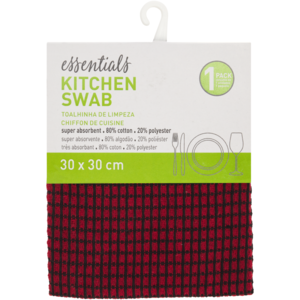 essentials
KITCHEN
SWAB
TOALHINHA DE LIMPEZA
CHIFFON DE CUISINE
super absorbent • 80% cotton • 20% polyester
super absorvente • 80% algodão • 20% poliéster
très absorbant • 80% coton • 20% polyester
30 x 30 cm
1 PACK